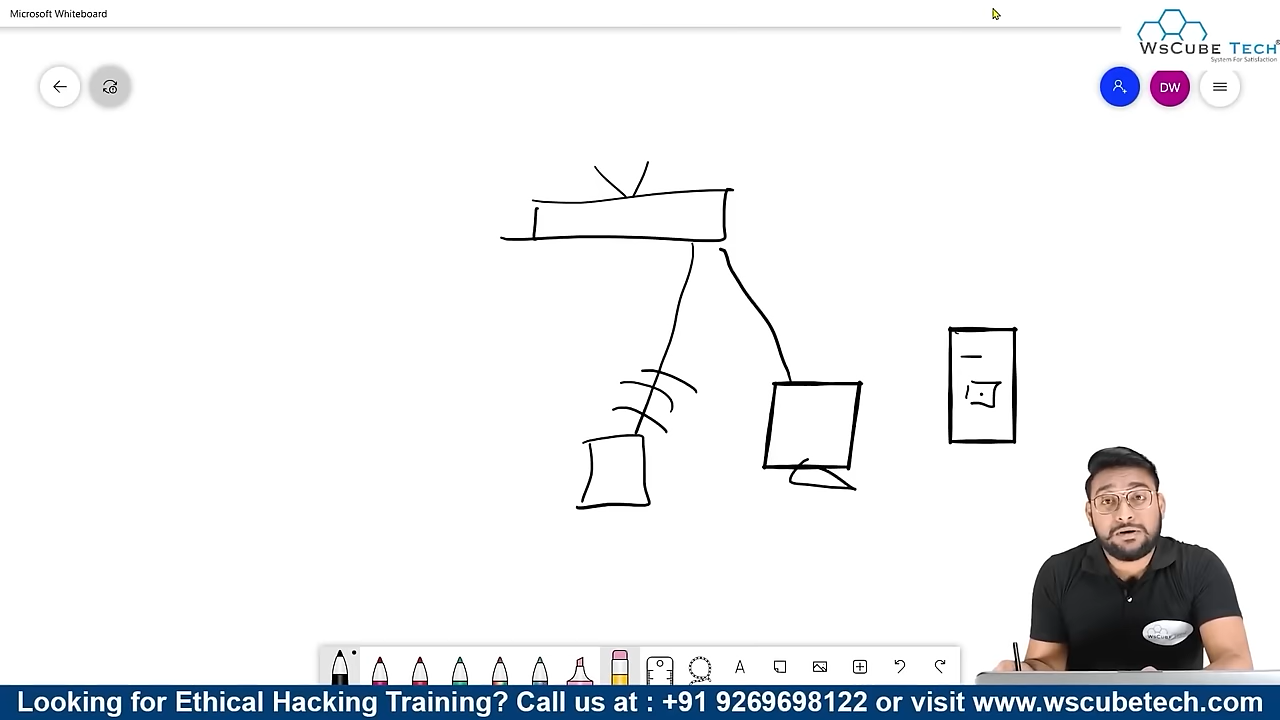 Microsoft Whiteboard
WsCube Tech®
System For Satisfaction
DW
A
WsCube
Looking for Ethical Hacking Training? Call us at : +91 9269698122 or visit www.wscubetech.com